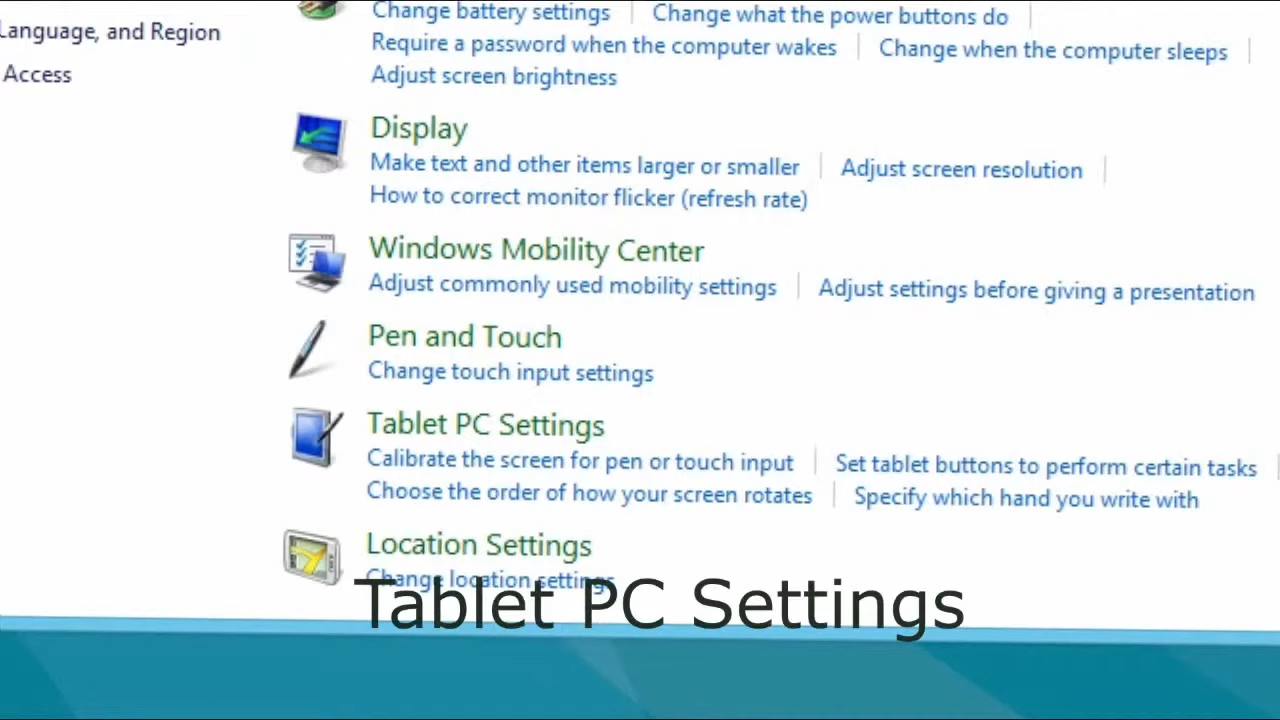 Change battery settings
Change what the power buttons do
Language, and Region
Require a password when the computer wakes
Change when the computer sleeps
Access
Adjust screen brightness
Display
Make text and other items larger or smaller
Adjust screen resolution
How to correct monitor flicker (refresh rate)
Windows Mobility Center
Adjust commonly used mobility settings
Adjust settings before giving a presentation
Pen and Touch
Change touch input settings
Tablet PC Settings
Calibrate the screen for pen or touch input
Set tablet buttons to perform certain tasks
Choose the order of how your screen rotates
Specify which hand you write with
Location Settings
Change location settings
Tablet PC Settings